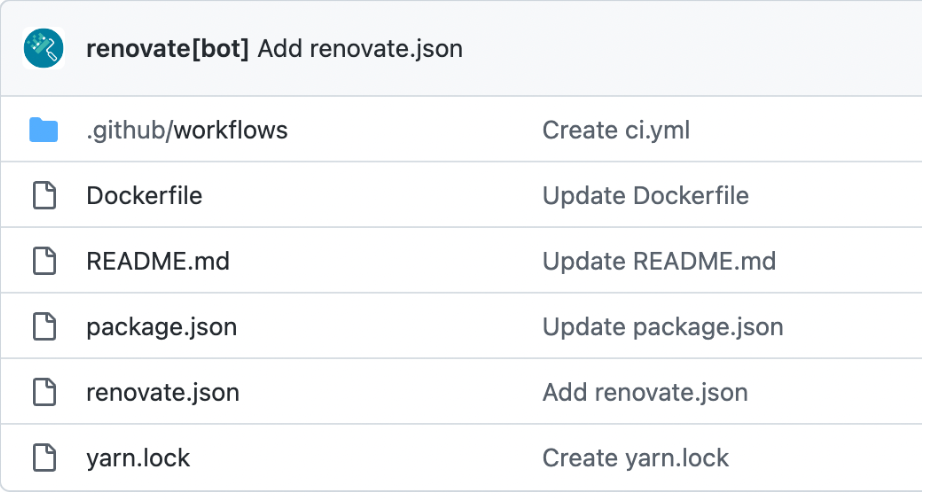 renovate[bot] Add renovate.json
.github/workflows Create ci.yml
Dockerfile Update Dockerfile
README.md Update README.md
package.json Update package.json
renovate.json Add renovate.json
yarn.lock Create yarn.lock